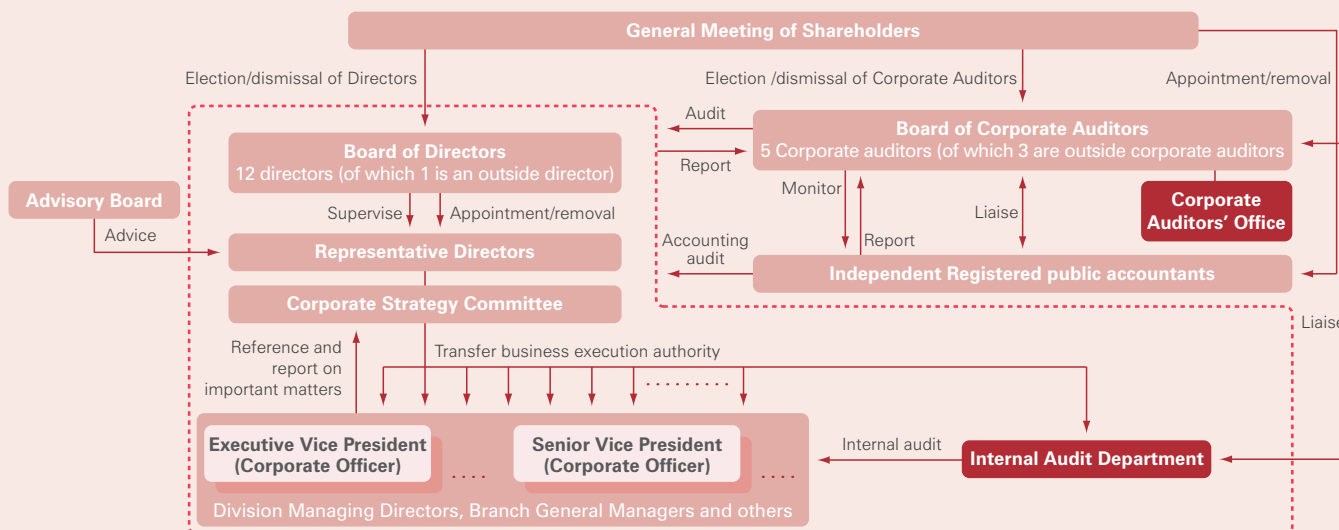 General Meeting of Shareholders
Election/dismissal of Directors
Election /dismissal of Corporate Auditors
Appointment/removal
Audit
Board of Corporate Auditors
5 Corporate auditors (of which 3 are outside corporate auditors
Board of Directors
12 directors (of which 1 is an outside director)
Report
Monitor
Advisory Board
Corporate
Auditors' Office
Supervise
Appointment/removal
Liaise
Advice
Report
Representative Directors
Accounting
audit
Independent Registered public accountants
Corporate Strategy Committee
Liaise
Reference and
report on
important matters
Transfer business execution authority
Executive Vice President
(Corporate Officer)
....
Senior Vice President
(Corporate Officer)
....
Internal audit
Internal Audit Department
Division Managing Directors, Branch General Managers and others